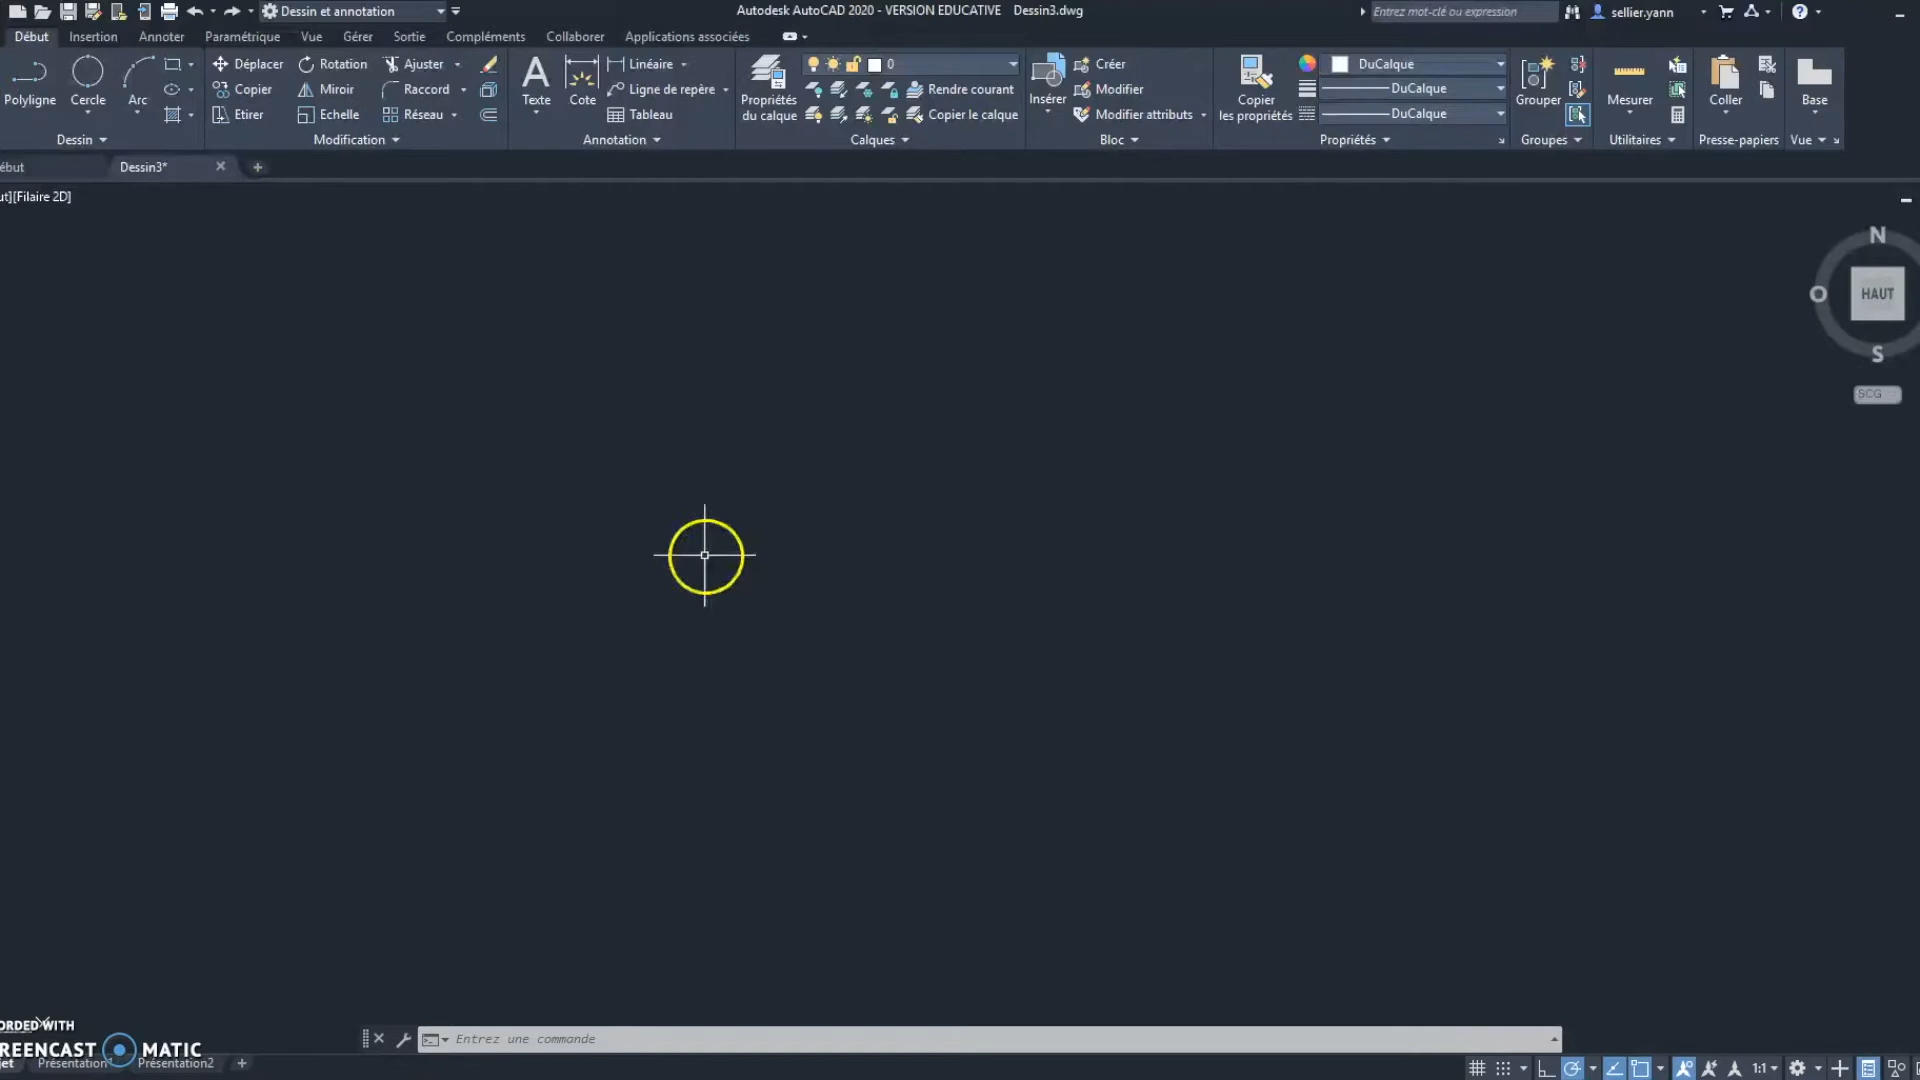 Dessin et annotation
Autodesk AutoCAD 2020 - VERSION EDUCATIVE Dessin3.dwg
Entrez mot-clé ou expression
sellier.yann
Début Insertion Annoter Paramétrique Vue Gérer Sortie Compléments Collaborer Applications associées
Polyligne Cercle Arc
Déplacer Rotation Ajuster
Copier Miroir Raccord
Etirer Echelle Réseau
Texte Cote
Linéaire
Ligne de repère
Tableau
Propriétés du calque
0
Rendre courant
Copier le calque
Insérer
Créer
Modifier
Modifier attributs
Copier les propriétés
DuCalque
DuCalque
DuCalque
Grouper
Mesurer
Coller
Base
Dessin Modification Annotation Calques Bloc Propriétés Groupes Utilitaires Presse-papiers Vue
ébut Dessin3*
ut][Filaire 2D]
N
O HAUT
S
SCG
ORDED WITH
REENCAST MATIC
Entrez une commande
jet Présentation1 Présentation2
1:1